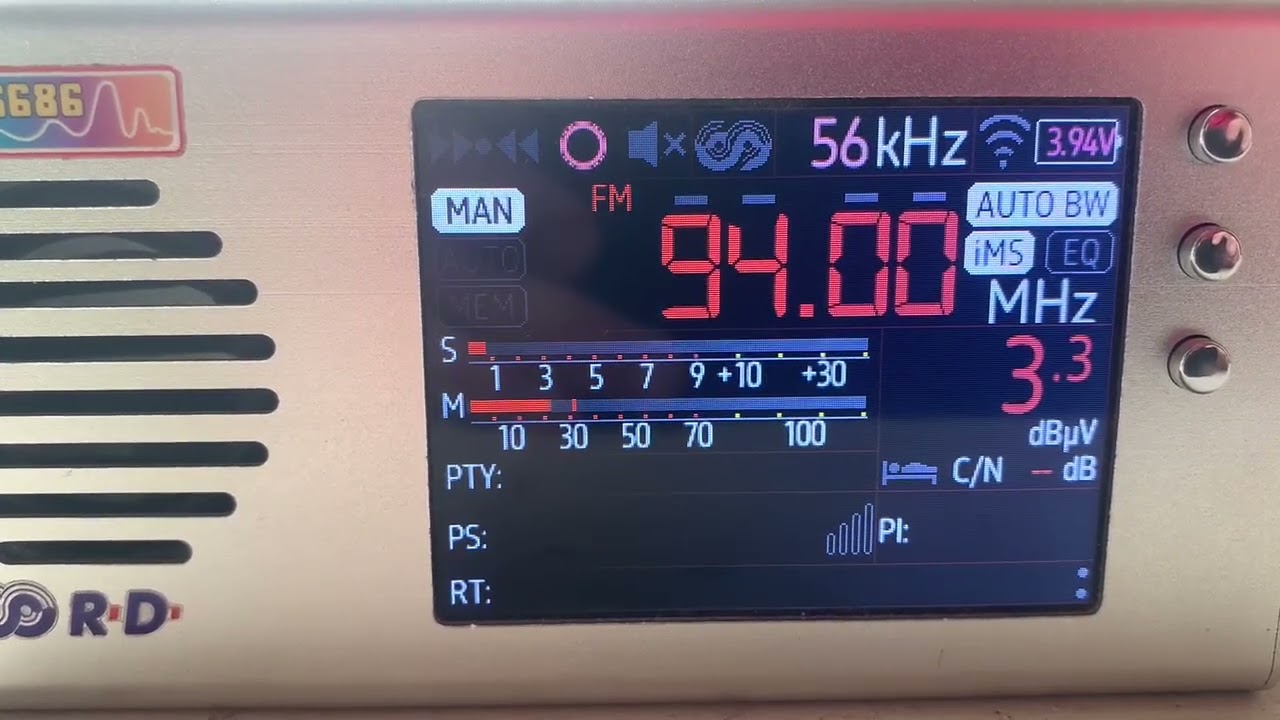 6686
56kHz 3.94V
MAN FM 94.00 AUTO BW
AUTO iMS EQ
MEM MHz
S 1 3 5 7 9 +10 +30 3.3
M 10 30 50 70 100 dBµV
PTY: C/N - dB
PS: PI:
RT:
R·D·S